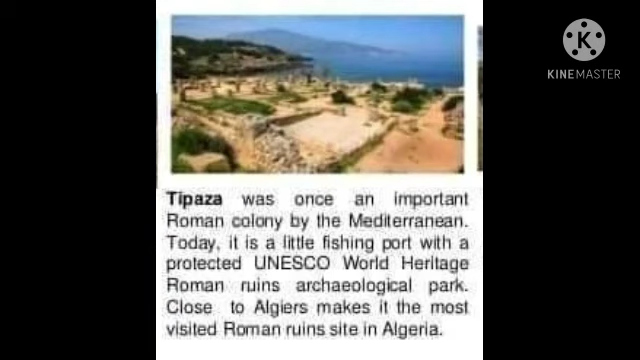 KINEMASTER
Tipaza was once an important
Roman colony by the Mediterranean.
Today, it is a little fishing port with a
protected UNESCO World Heritage
Roman ruins archaeological park.
Close to Algiers makes it the most
visited Roman ruins site in Algeria.